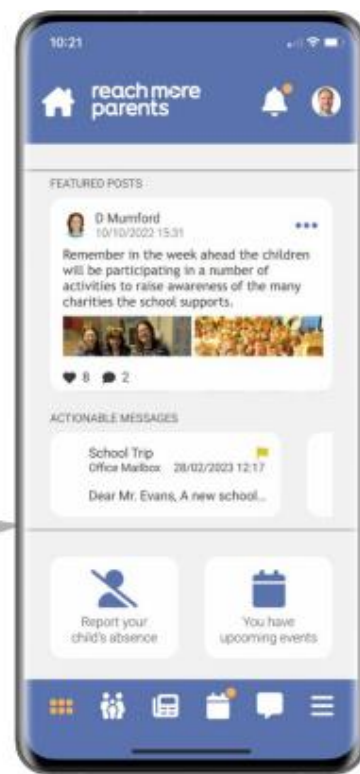 10:21
reach more
parents
FEATURED POSTS
D Mumford
10/10/2022 15:31
Remember in the week ahead the children
will be participating in a number of
activities to raise awareness of the many
charities the school supports.
8 2
ACTIONABLE MESSAGES
School Trip
Office Mailbox 28/02/2023 12:17
Dear Mr. Evans, A new school...
Report your
child's absence
You have
upcoming events